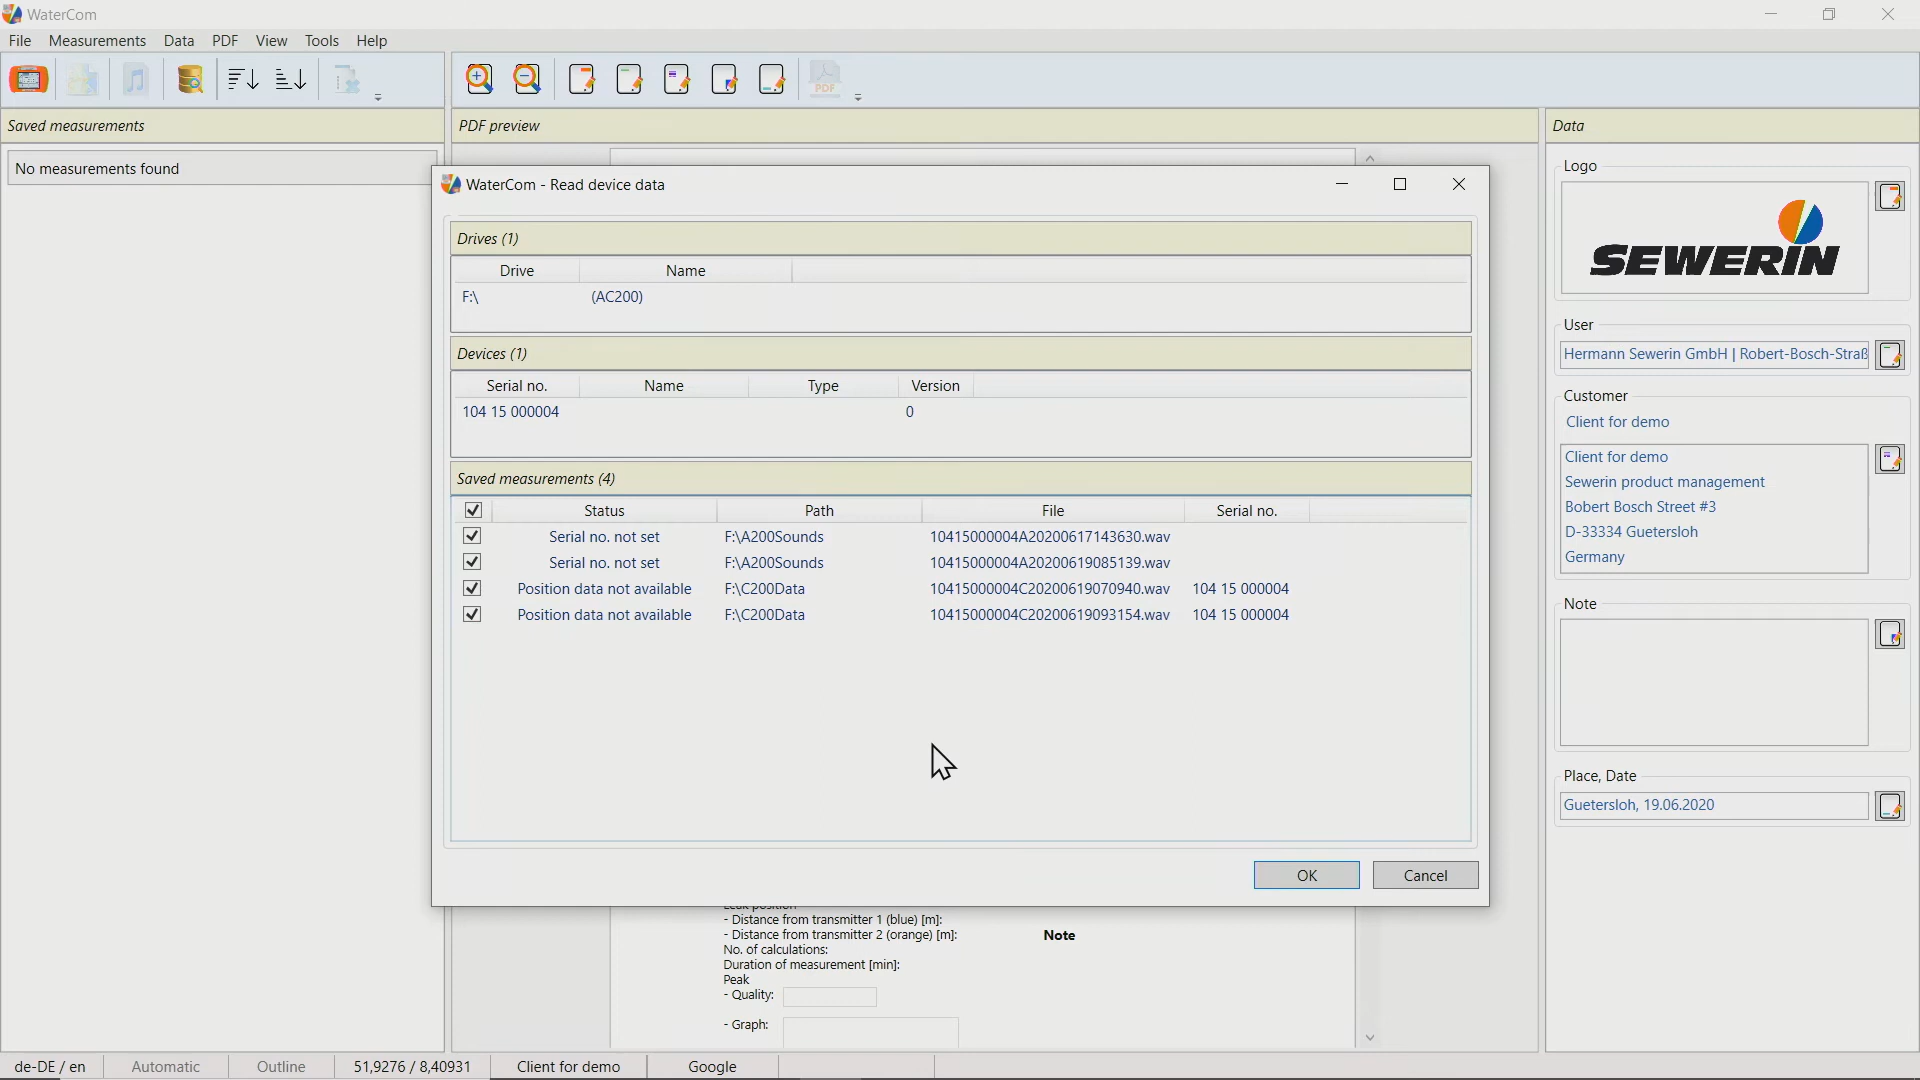 WaterCom
File Measurements Data PDF View Tools Help
PDF
Saved measurements
PDF preview
Data
No measurements found
WaterCom - Read device data
Drives (1)
Drive Name
F:\ (AC200)
Devices (1)
Serial no. Name Type Version
104 15 000004 0
Saved measurements (4)
Status Path File Serial no.
Serial no. not set F:\A200Sounds 10415000004A20200617143630.wav
Serial no. not set F:\A200Sounds 10415000004A20200619085139.wav
Position data not available F:\C200Data 10415000004C20200619070940.wav 104 15 000004
Position data not available F:\C200Data 10415000004C20200619093154.wav 104 15 000004
OK Cancel
Leak position
- Distance from transmitter 1 (blue) [m]:
- Distance from transmitter 2 (orange) [m]:
No. of calculations:
Duration of measurement [min]:
Peak
- Quality:
- Graph:
Note
Logo
SEWERIN
User
Hermann Sewerin GmbH | Robert-Bosch-Straß
Customer
Client for demo
Client for demo
Sewerin product management
Bobert Bosch Street #3
D-33334 Guetersloh
Germany
Note
Place, Date
Guetersloh, 19.06.2020
de-DE / en Automatic Outline 51,9276 / 8,40931 Client for demo Google